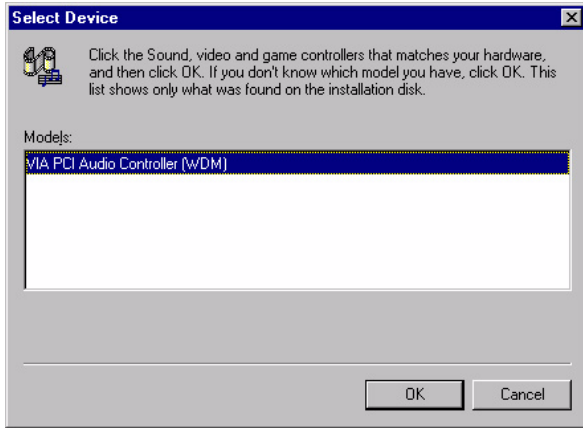 Select Device
Click the Sound, video and game controllers that matches your hardware,
and then click OK. If you don't know which model you have, click OK. This
list shows only what was found on the installation disk.
Models:
VIA PCI Audio Controller (WDM)
OK Cancel